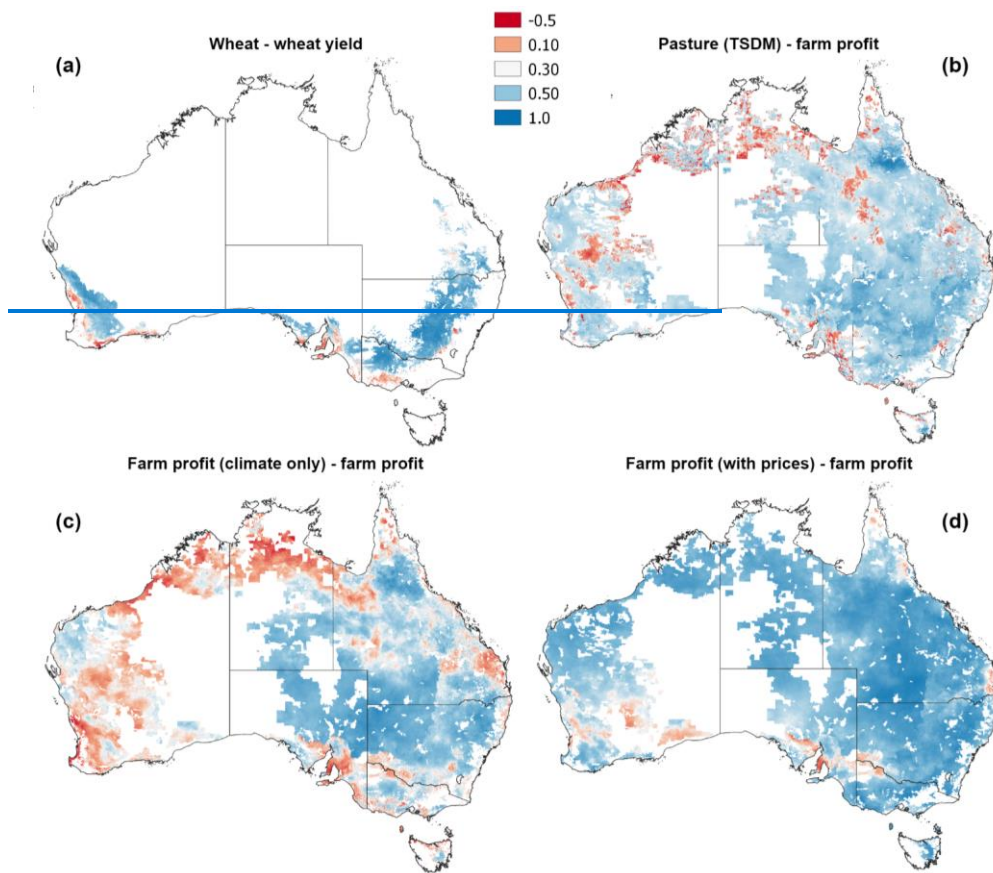 -0.5
0.10
0.30
0.50
1.0
Wheat - wheat yield
Pasture (TSDM) - farm profit
(a)
(b)
Farm profit (climate only) - farm profit
Farm profit (with prices) - farm profit
(c)
(d)